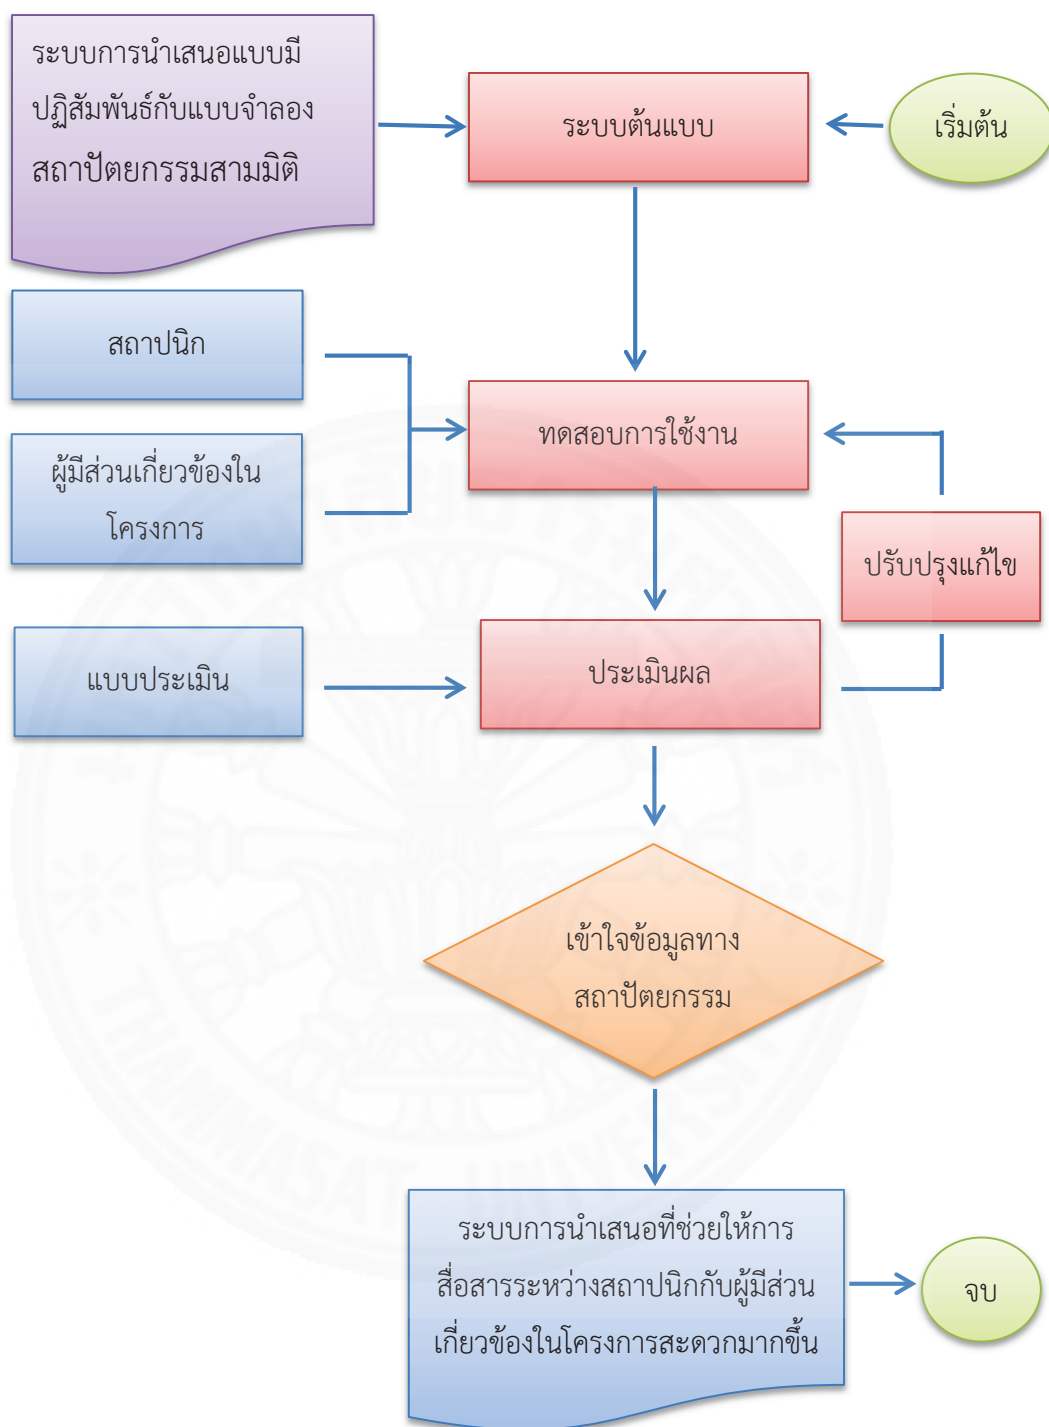 ระบบการนำเสนอแบบมี
ปฏิสัมพันธ์กับแบบจำลอง
สถาปัตยกรรมสามมิติ
ระบบต้นแบบ
เริ่มต้น
สถาปนิก
ทดสอบการใช้งาน
ผู้มีส่วนเกี่ยวข้องใน
โครงการ
ปรับปรุงแก้ไข
แบบประเมิน
ประเมินผล
เข้าใจข้อมูลทาง
สถาปัตยกรรม
ระบบการนำเสนอที่ช่วยให้การ
สื่อสารระหว่างสถาปนิกกับผู้มีส่วน
เกี่ยวข้องในโครงการสะดวกมากขึ้น
จบ
THAMMASAT UNIVERSITY